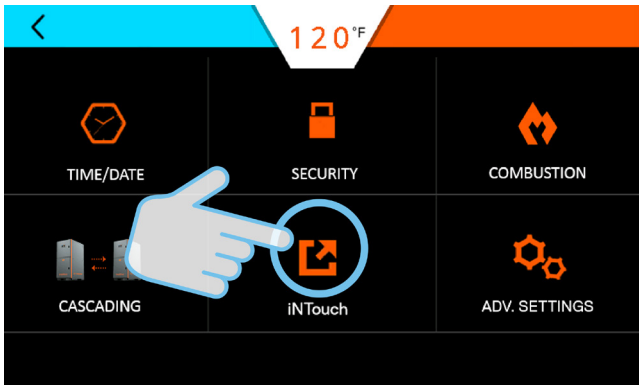 120°F
TIME/DATE
SECURITY
COMBUSTION
CASCADING
iNTouch
ADV. SETTINGS